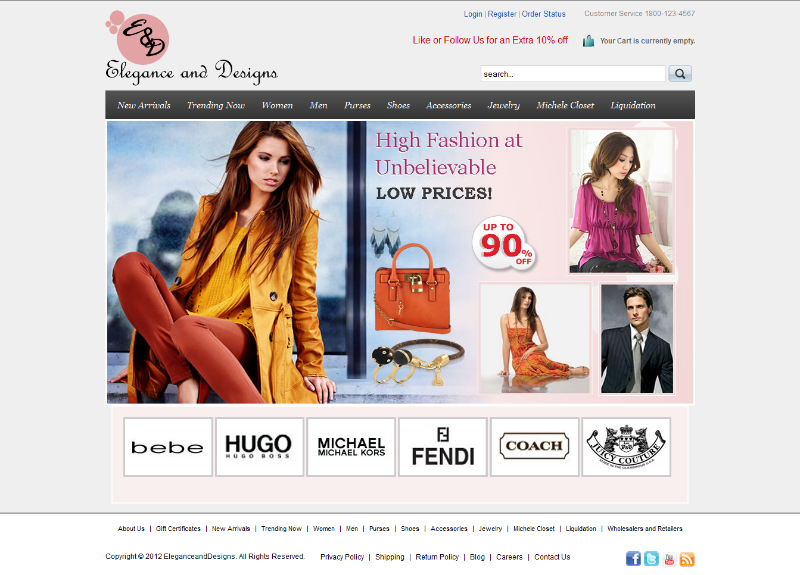 Login | Register | Order Status
Customer Service 1800-123-4567
E&D
Elegance and Designs
Like or Follow Us for an Extra 10% off
Your Cart is currently empty.
search...
New Arrivals Trending Now Women Men Purses Shoes Accessories Jewelry Michele Closet Liquidation
High Fashion at
Unbelievable
LOW PRICES!
UP TO
90%
OFF
bebe
HUGO
HUGO BOSS
MICHAEL
MICHAEL KORS
FENDI
COACH
JUICY COUTURE
About Us | Gift Certificates | New Arrivals | Trending Now | Women | Men | Purses | Shoes | Accessories | Jewelry | Michele Closet | Liquidation | Wholesalers and Retailers
Copyright © 2012 EleganceandDesigns. All Rights Reserved.
Privacy Policy | Shipping | Return Policy | Blog | Careers | Contact Us